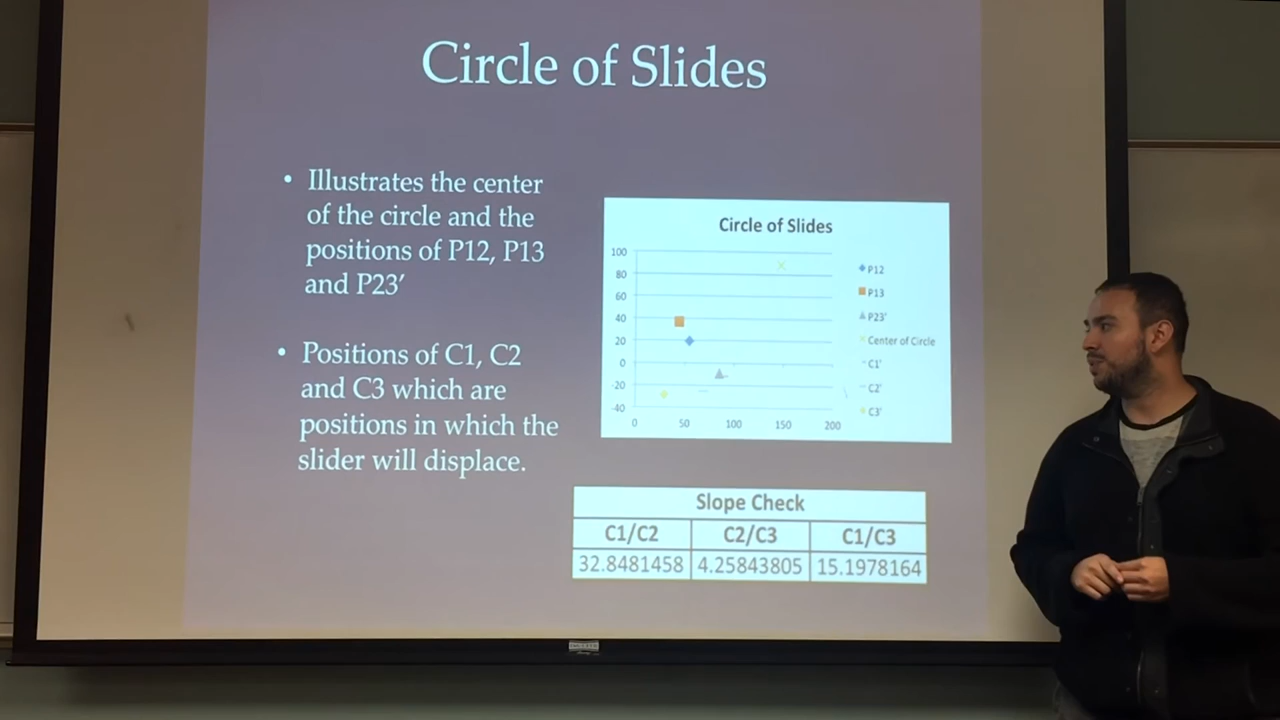 Circle of Slides
• Illustrates the center
of the circle and the
positions of P12, P13
and P23'
• Positions of C1, C2
and C3 which are
positions in which the
slider will displace.
Circle of Slides
100
80
60
40
20
0
-20
-40
0 50 100 150 200
P12
P13
P23'
Center of Circle
C1'
C2'
C3'
Slope Check
C1/C2 C2/C3 C1/C3
32.8481458 4.25843805 15.1978164